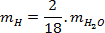 m_H = 2/18 . m_{H_2O}